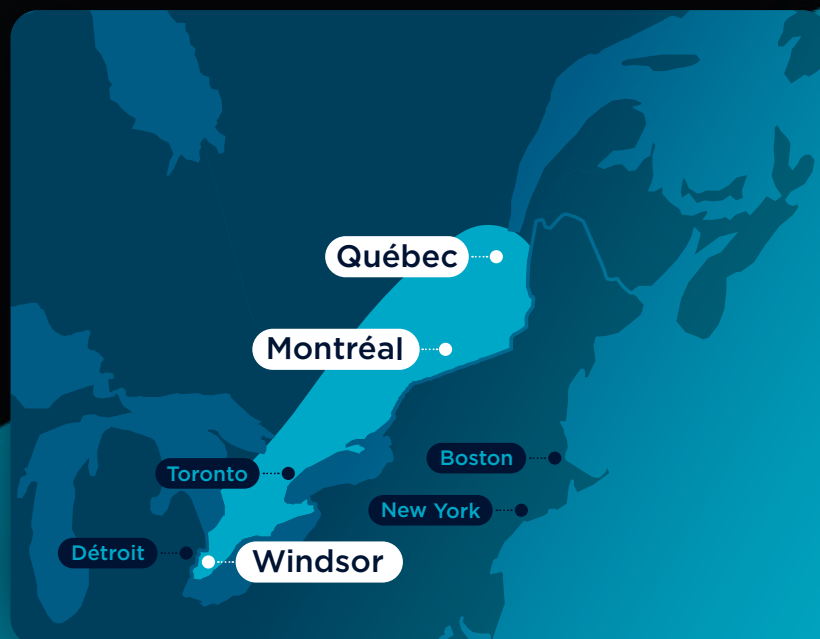 Québec
Montréal
Toronto
Boston
New York
Détroit
Windsor